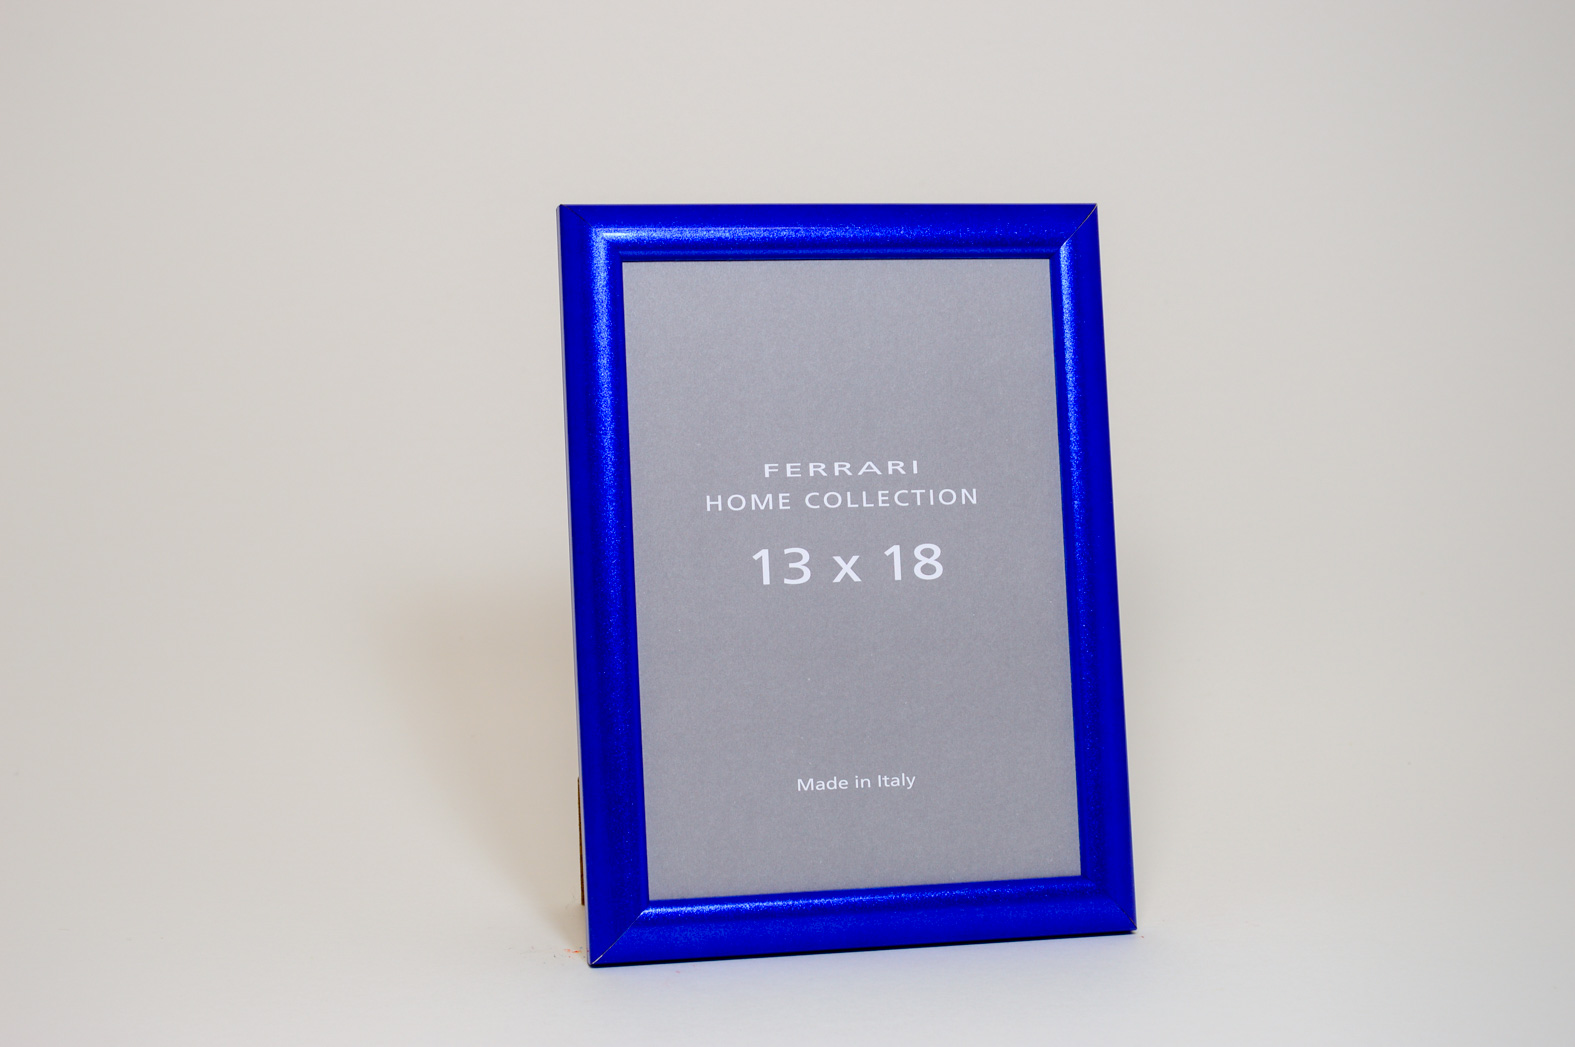 FERRARI
HOME COLLECTION
13 x 18
Made in Italy